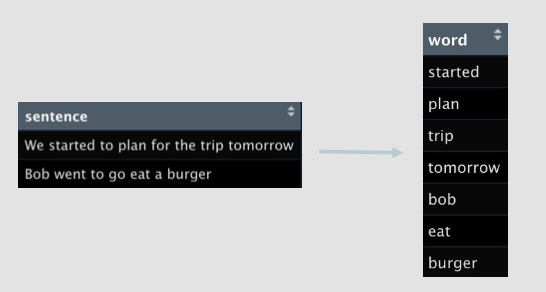 sentence
We started to plan for the trip tomorrow
Bob went to go eat a burger
word
started
plan
trip
tomorrow
bob
eat
burger